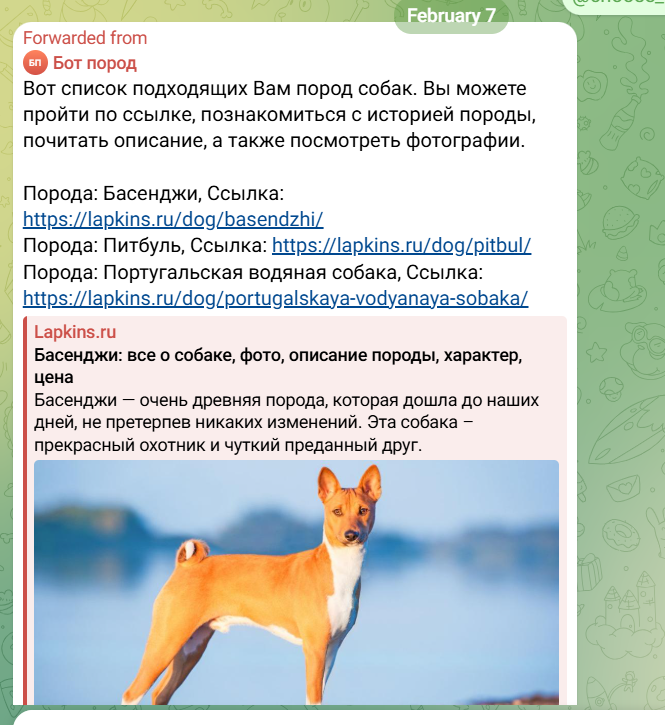 February 7
Forwarded from
БП Бот пород
Вот список подходящих Вам пород собак. Вы можете
пройти по ссылке, познакомиться с историей породы,
почитать описание, а также посмотреть фотографии.
Порода: Басенджи, Ссылка:
https://lapkins.ru/dog/basendzhi/
Порода: Питбуль, Ссылка: https://lapkins.ru/dog/pitbul/
Порода: Португальская водяная собака, Ссылка:
https://lapkins.ru/dog/portugalskaya-vodyanaya-sobaka/
Lapkins.ru
Басенджи: все о собаке, фото, описание породы, характер,
цена
Басенджи — очень древняя порода, которая дошла до наших
дней, не претерпев никаких изменений. Эта собака –
прекрасный охотник и чуткий преданный друг.